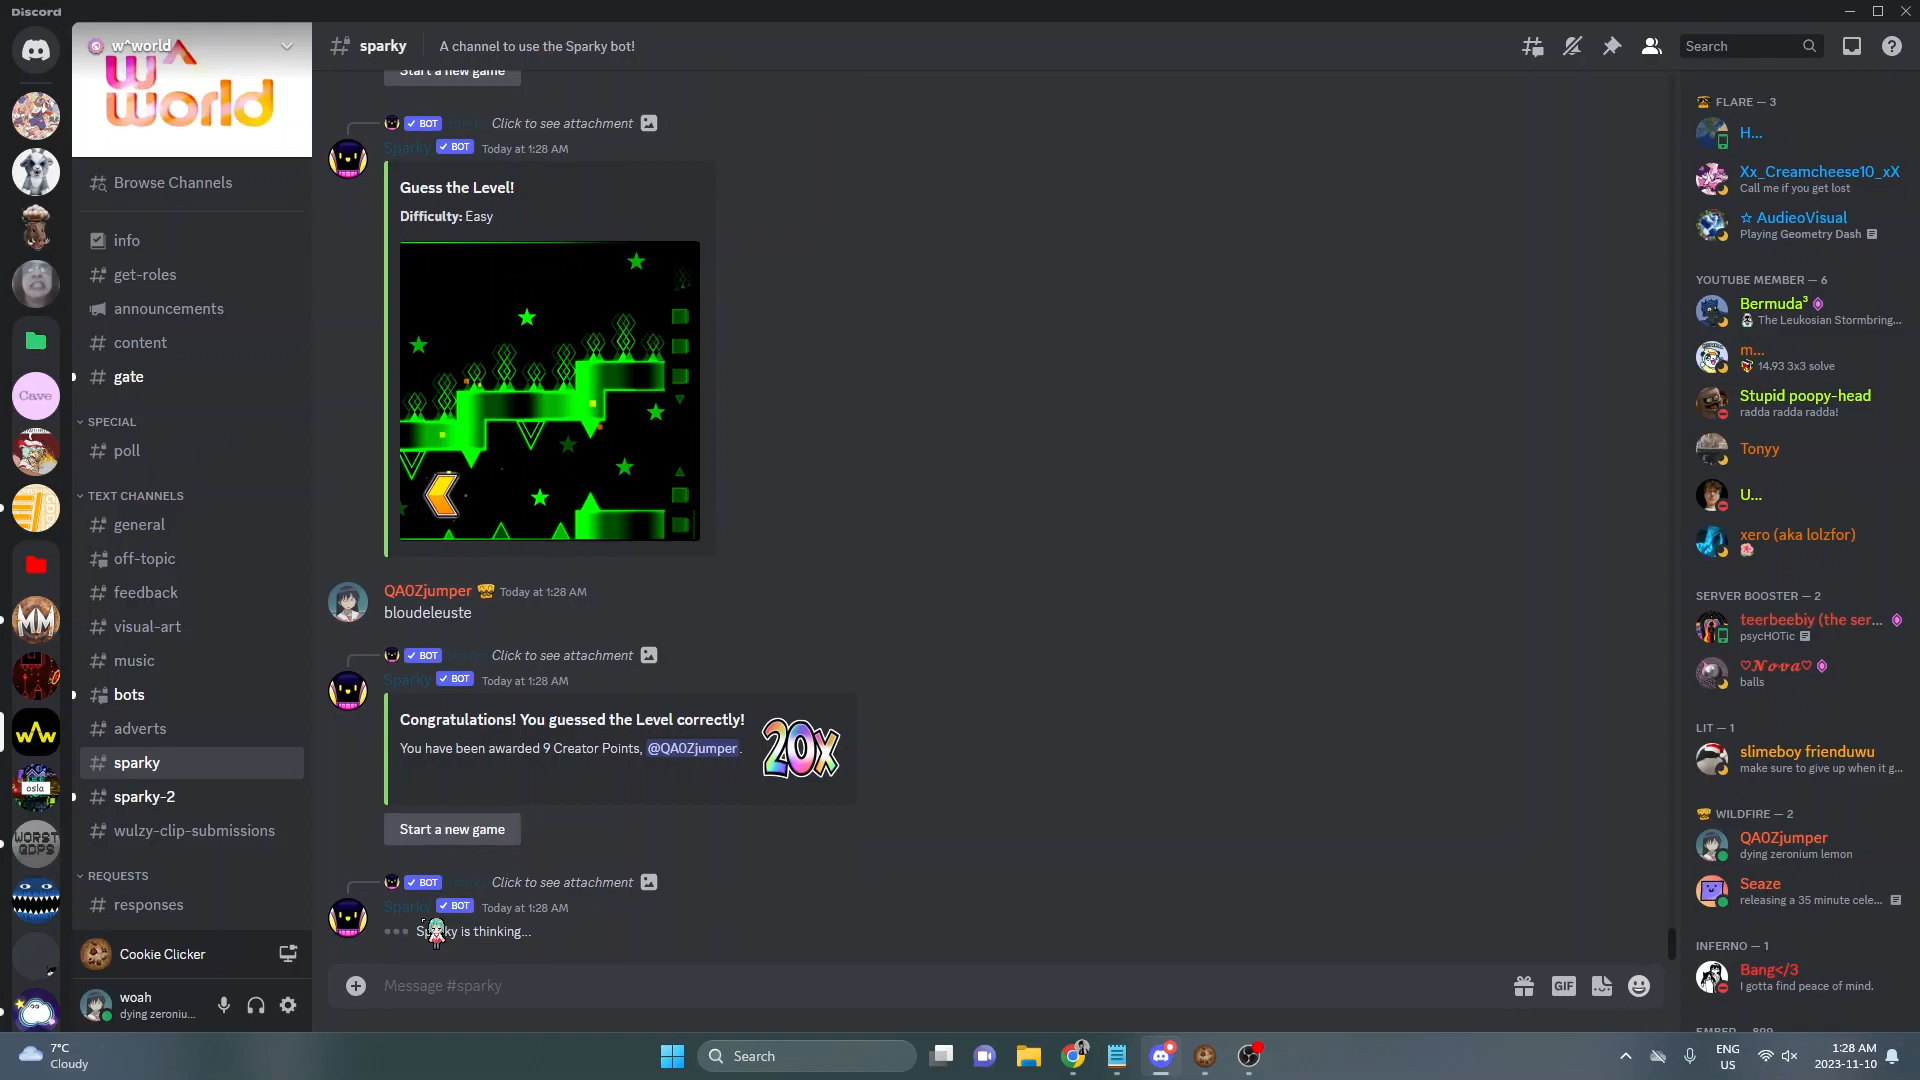 Discord
w^world
w^
world
Browse Channels
info
get-roles
announcements
content
gate
SPECIAL
poll
TEXT CHANNELS
general
off-topic
feedback
visual-art
music
bots
adverts
sparky
sparky-2
wulzy-clip-submissions
REQUESTS
responses
Cookie Clicker
woah
dying zeroniu...
Cave
MM
osla
WORST
GDPS
sparky
A channel to use the Sparky bot!
Search
Start a new game
BOT Click to see attachment
Sparky BOT Today at 1:28 AM
Guess the Level!
Difficulty: Easy
QA0Zjumper Today at 1:28 AM
bloudeleuste
BOT Click to see attachment
Sparky BOT Today at 1:28 AM
Congratulations! You guessed the Level correctly!
You have been awarded 9 Creator Points, @QA0Zjumper.
20x
Start a new game
BOT Click to see attachment
Sparky BOT Today at 1:28 AM
Sparky is thinking...
Message #sparky
GIF
FLARE — 3
H...
Xx_Creamcheese10_xX
Call me if you get lost
☆ AudieoVisual
Playing Geometry Dash
YOUTUBE MEMBER — 6
Bermuda³
The Leukosian Stormbring...
m...
14.93 3x3 solve
Stupid poopy-head
radda radda radda!
Tonyy
U...
xero (aka lolzfor)
SERVER BOOSTER — 2
teerbeebiy (the ser...
psycHOTic
♡𝓝𝓸𝓿𝓪♡
balls
LIT — 1
slimeboy frienduwu
make sure to give up when it g...
WILDFIRE — 2
QA0Zjumper
dying zeronium lemon
Seaze
releasing a 35 minute cele...
INFERNO — 1
Bang</3
I gotta find peace of mind.
7°C
Cloudy
Search
ENG
US
1:28 AM
2023-11-10